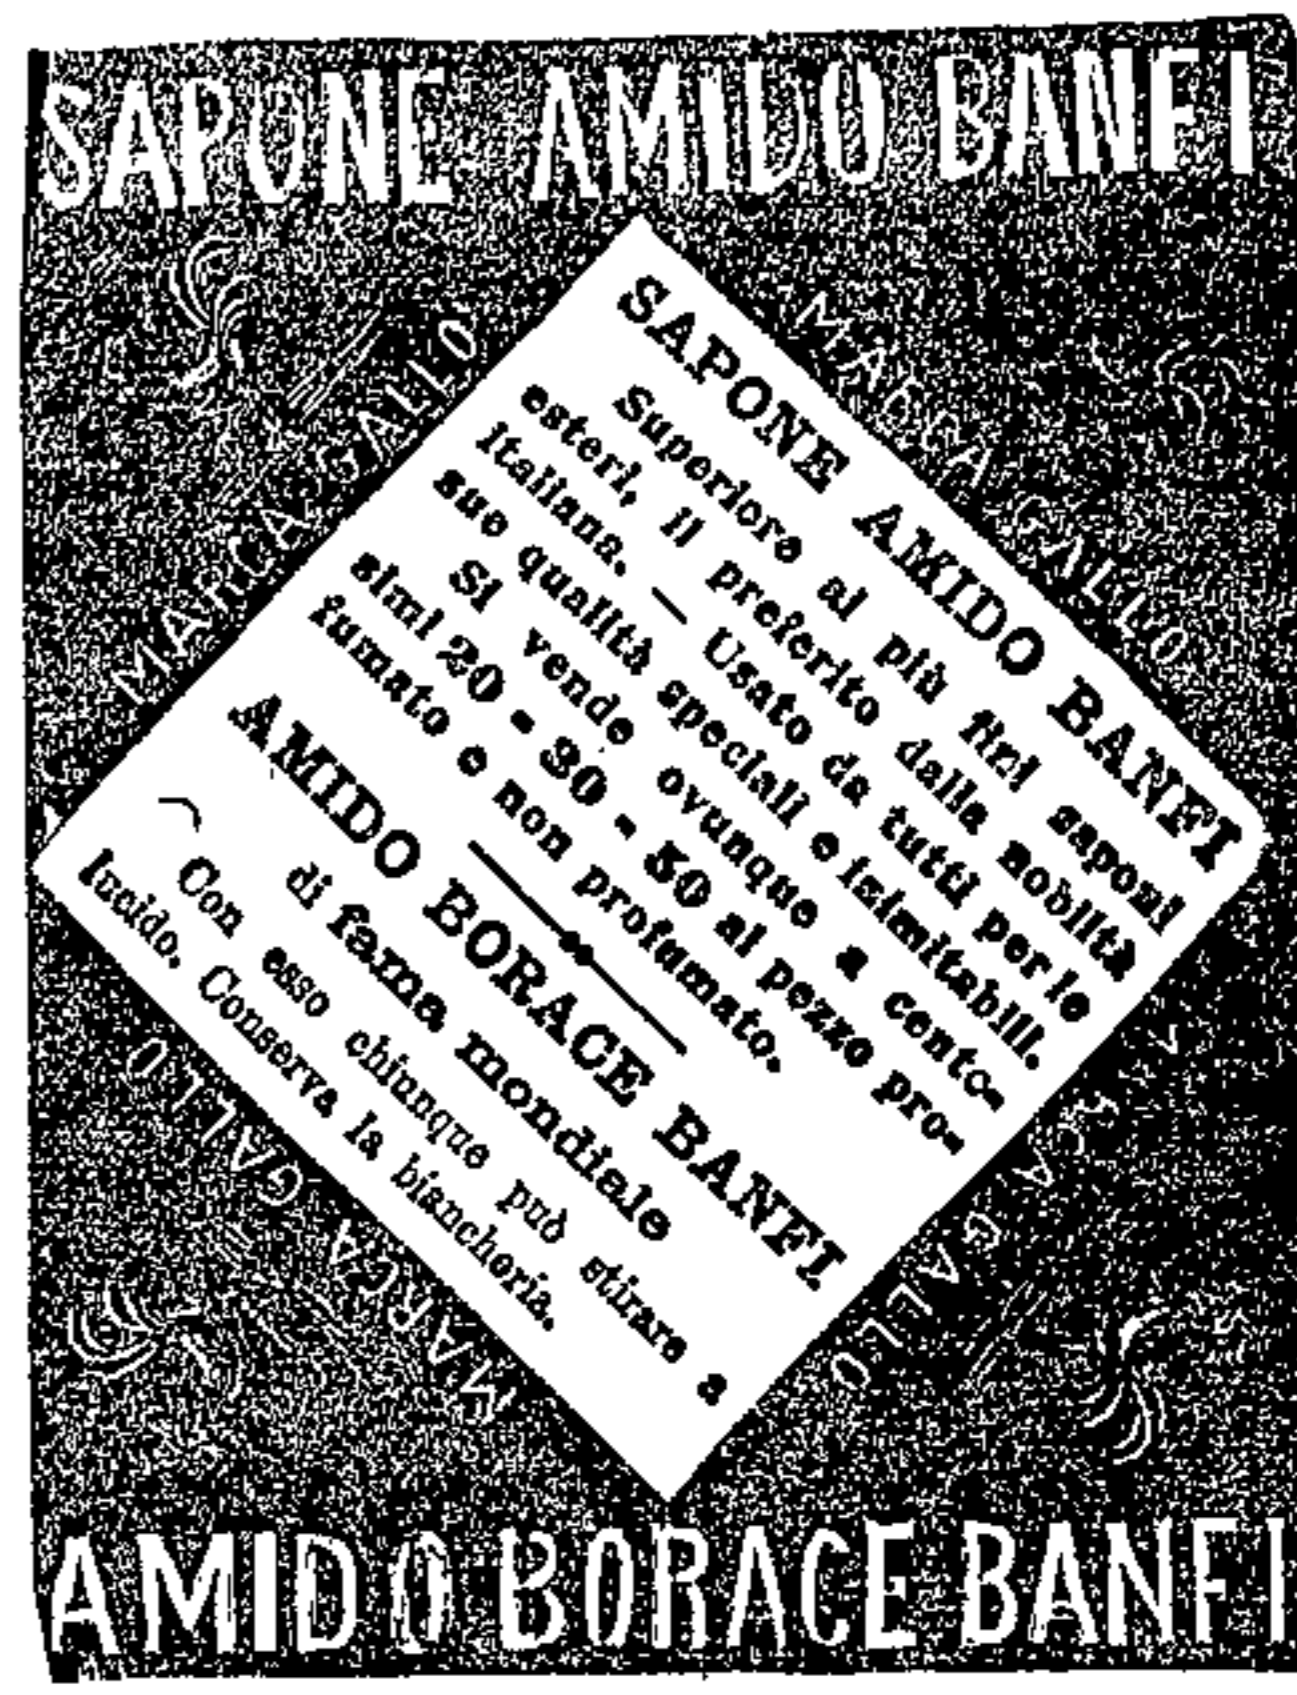 SAPONE AMIDO BANFI
MARCA GALLO
MARCA GALLO
SAPONE AMIDO BANFI
Superiore ai più fini saponi
esteri, il preferito dalla nobiltà
italiana. — Usato da tutti per le
sue qualità speciali e inimitabili.
Si vende ovunque a cento-
simi 20 - 30 - 50 al pezzo pro-
fumato e non profumato.
AMIDO BORACE BANFI
di fama mondiale
Con esso chiunque può stirare a
lucido. Conserva la biancheria.
MARCA GALLO
MARCA GALLO
AMIDO BORACE BANFI